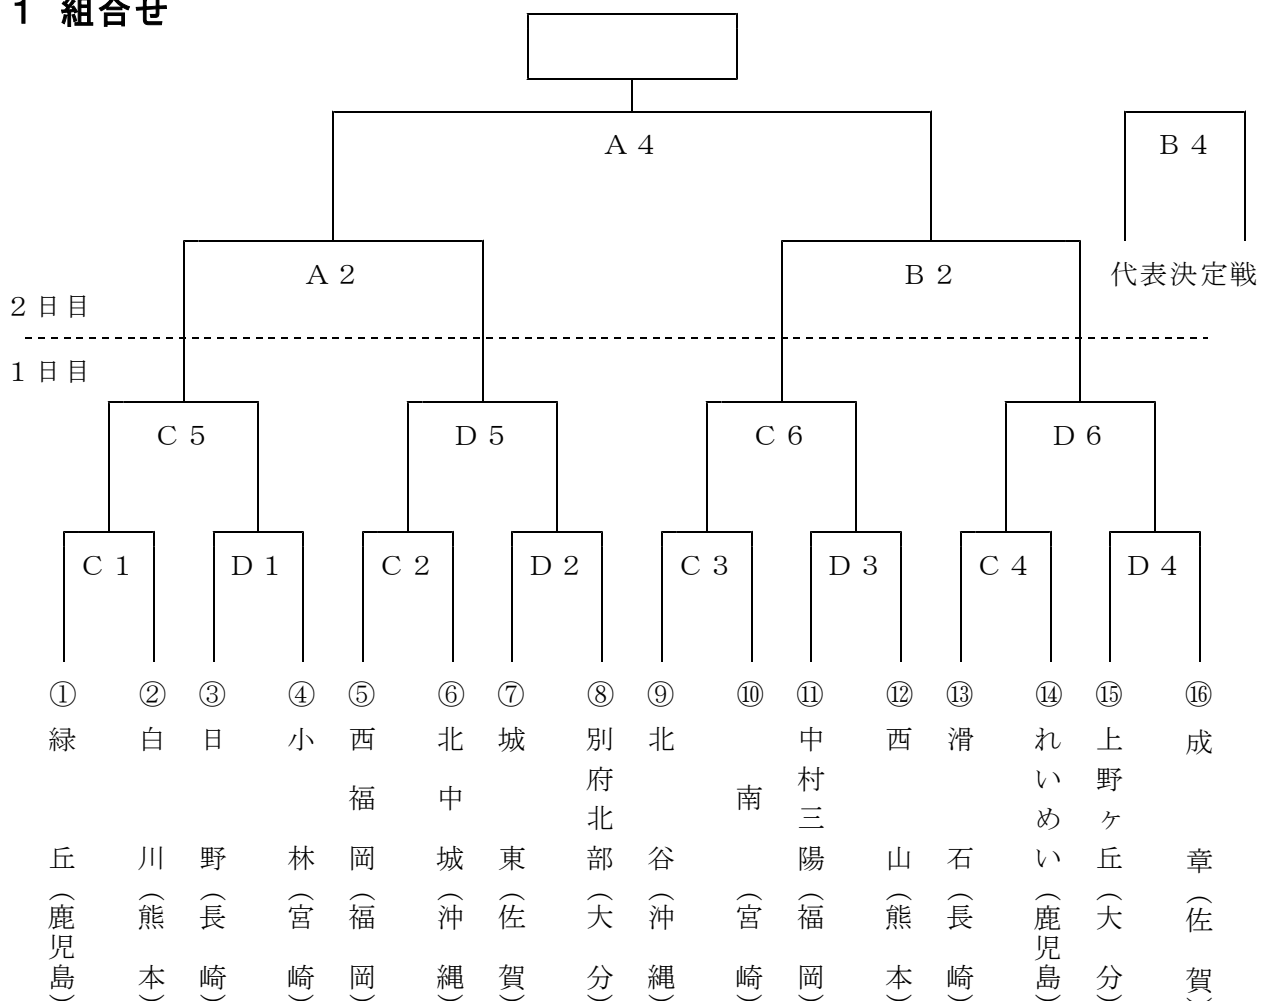 1 組合せ
A 4
B 4
A 2
B 2
代表決定戦
2日目
1日目
C 5
D 5
C 6
D 6
C 1
D 1
C 2
D 2
C 3
D 3
C 4
D 4
① 緑丘(鹿児島)
② 白川(熊本)
③ 日野(長崎)
④ 小林(宮崎)
⑤ 西福岡(福岡)
⑥ 北中城(沖縄)
⑦ 城東(佐賀)
⑧ 別府北部(大分)
⑨ 北谷(沖縄)
⑩ 南(宮崎)
⑪ 中村三陽(福岡)
⑫ 西山(熊本)
⑬ 滑石(長崎)
⑭ れいめい(鹿児島)
⑮ 上野ヶ丘(大分)
⑯ 成章(佐賀)